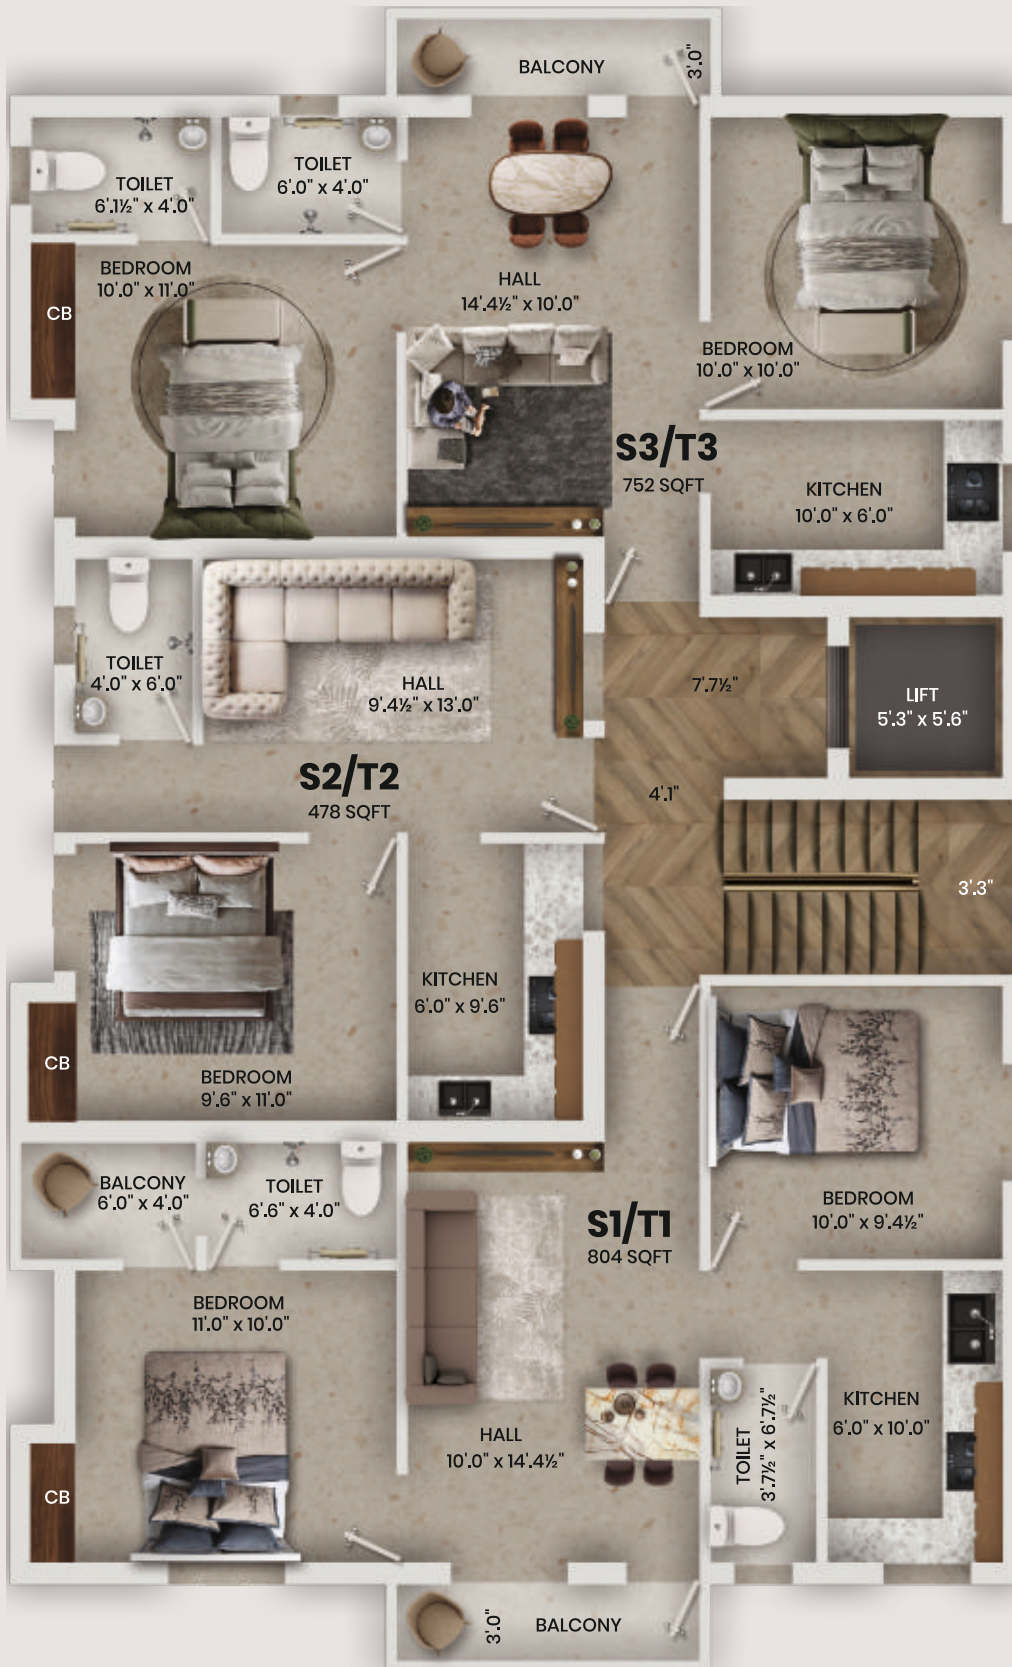 BALCONY
3'.0"
TOILET
6'.1½" x 4'.0"
TOILET
6'.0" x 4'.0"
BEDROOM
10'.0" x 11'.0"
CB
HALL
14'.4½" x 10'.0"
BEDROOM
10'.0" x 10'.0"
S3/T3
752 SQFT
KITCHEN
10'.0" x 6'.0"
TOILET
4'.0" x 6'.0"
HALL
9'.4½" x 13'.0"
7'.7½"
LIFT
5'.3" x 5'.6"
S2/T2
478 SQFT
4'.1"
3'.3"
KITCHEN
6'.0" x 9'.6"
CB
BEDROOM
9'.6" x 11'.0"
BALCONY
6'.0" x 4'.0"
TOILET
6'.6" x 4'.0"
S1/T1
804 SQFT
BEDROOM
10'.0" x 9'.4½"
BEDROOM
11'.0" x 10'.0"
HALL
10'.0" x 14'.4½"
TOILET
3'.7½" x 6'.7½"
KITCHEN
6'.0" x 10'.0"
CB
3'.0"
BALCONY